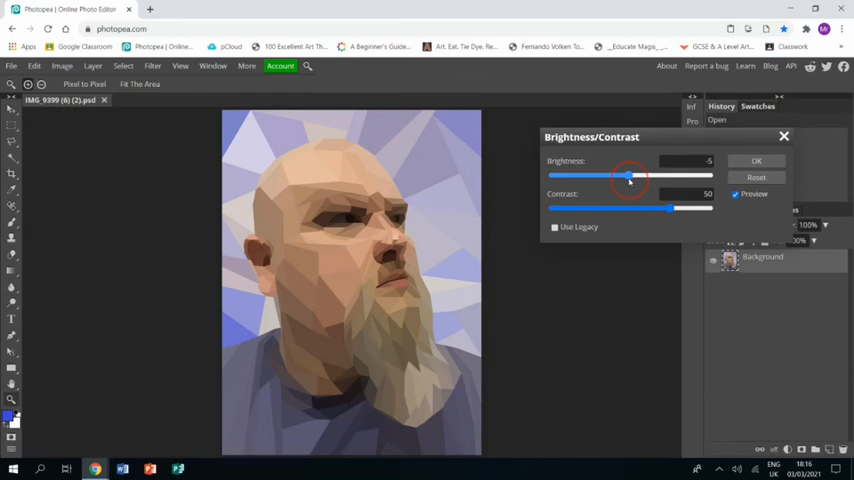 Photopea | Online Photo Editor
photopea.com
Apps
Google Classroom
Photopea | Online...
pCloud
100 Excellent Art Th...
A Beginner's Guide...
Art. Eat. Tie Dye. Re...
Fernando Volken To...
__Educate Magis_...
GCSE & A Level Art...
Classwork
File Edit Image Layer Select Filter View Window More Account
About Report a bug Learn Blog API
Pixel to Pixel Fit The Area
IMG_9399 (6) (2).psd
Inf
Pro
History Swatches
Open
Brightness/Contrast
Brightness: -5 OK
Reset
Contrast: 50 Preview
Use Legacy
100%
Background
ENG 18:16
UK 03/03/2021